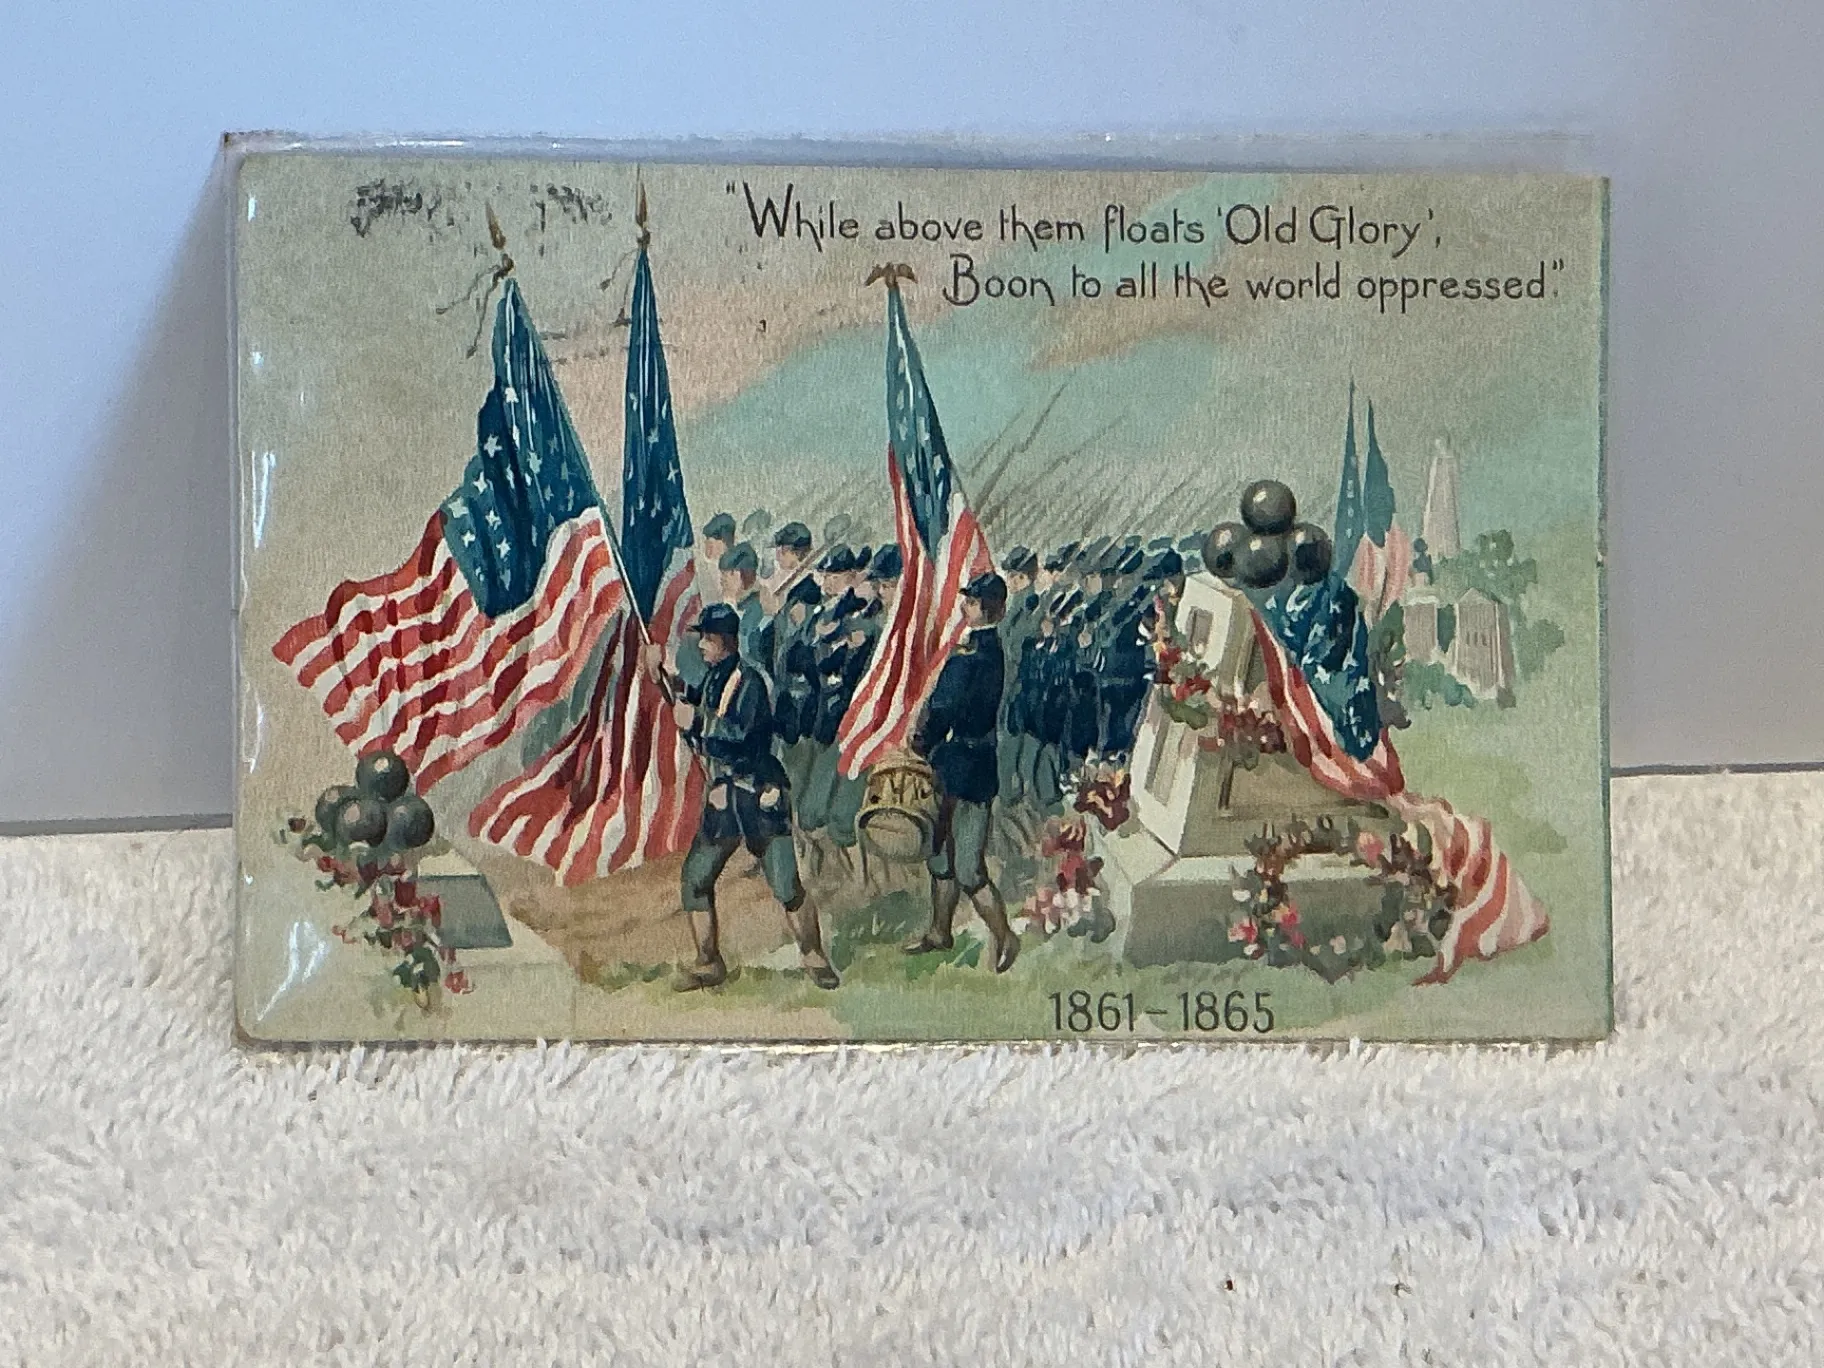 "While above them floats 'Old Glory',
Boon to all the world oppressed."
1861-1865